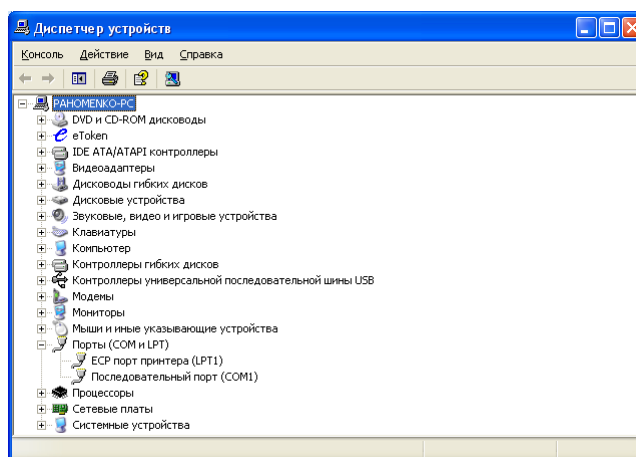 Диспетчер устройств
Консоль Действие Вид Справка
PAHOMENKO-PC
DVD и CD-ROM дисководы
eToken
IDE ATA/ATAPI контроллеры
Видеоадаптеры
Дисководы гибких дисков
Дисковые устройства
Звуковые, видео и игровые устройства
Клавиатуры
Компьютер
Контроллеры гибких дисков
Контроллеры универсальной последовательной шины USB
Модемы
Мониторы
Мыши и иные указывающие устройства
Порты (COM и LPT)
ECP порт принтера (LPT1)
Последовательный порт (COM1)
Процессоры
Сетевые платы
Системные устройства